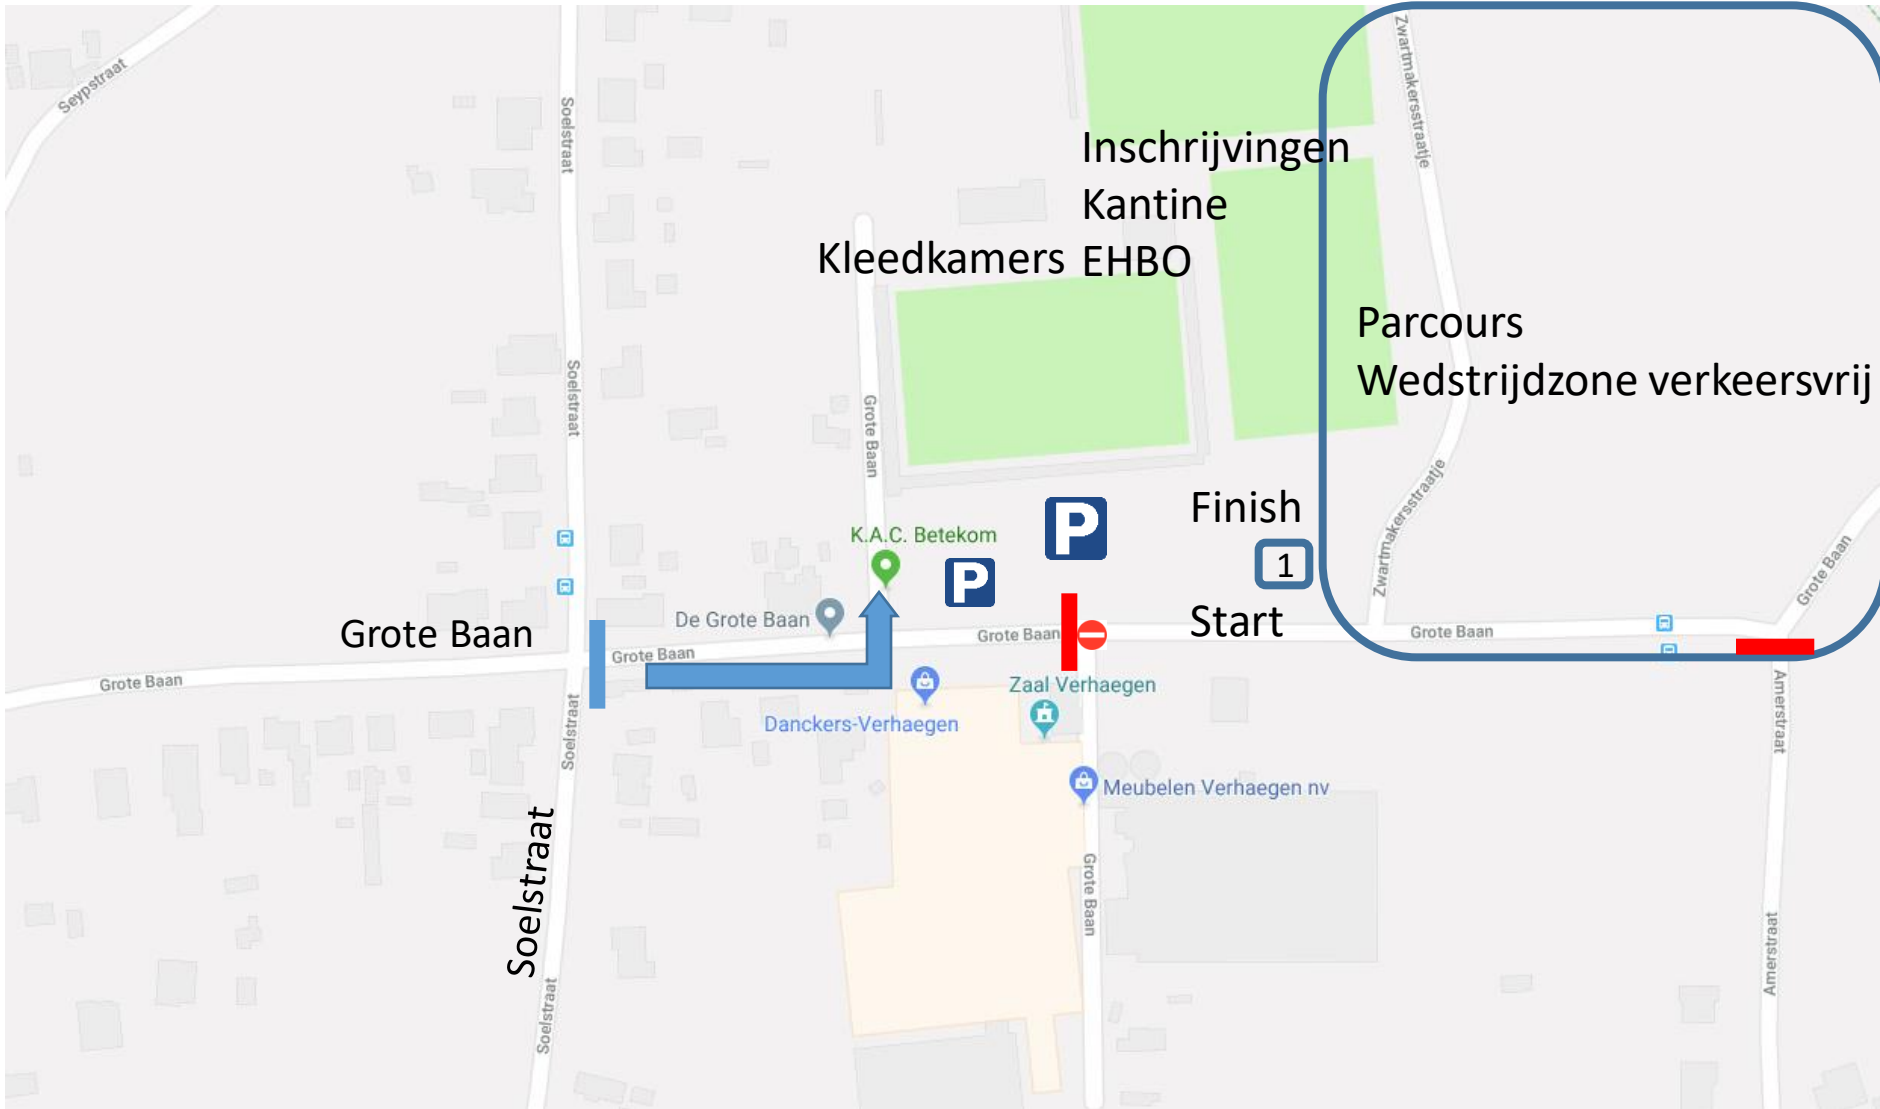 Seypstraat
Soelstraat
Zwartmakersstraatje
Inschrijvingen
Kantine
Kleedkamers EHBO
Parcours
Wedstrijdzone verkeersvrij
Soelstraat
Grote Baan
Zwartmakersstraatje
Finish
P
P
K.A.C. Betekom
1
Grote Baan
De Grote Baan
Start
Grote Baan
Grote Baan
Grote Baan
Grote Baan
Grote Baan
Zaal Verhaegen
Danckers-Verhaegen
Soelstraat
Amerstraat
Meubelen Verhaegen nv
Soelstraat
Grote Baan
Amerstraat
Soelstraat